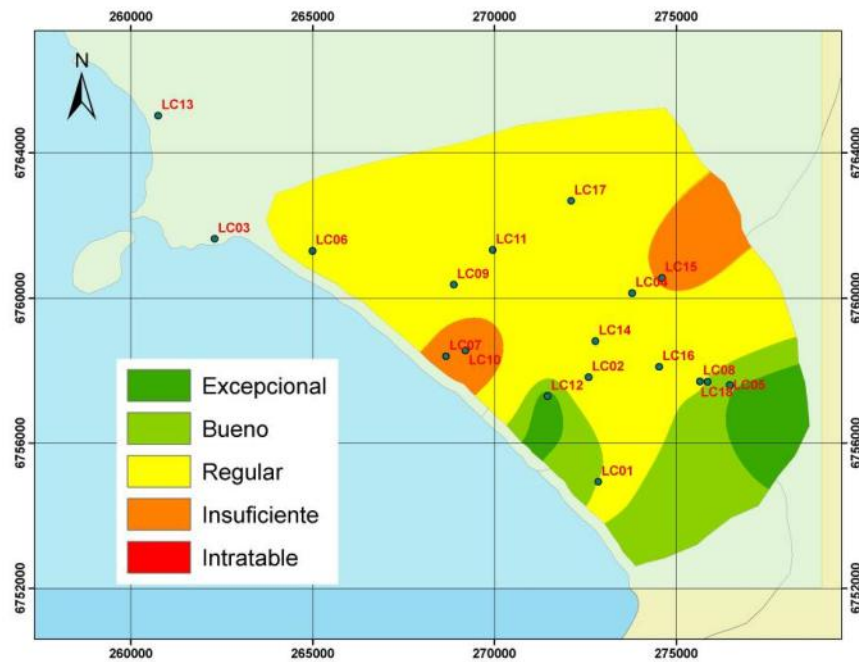 260000 265000 270000 275000
N
LC13
6764000 6764000
LC17
LC03
LC06
LC11
LC15
LC09
LC04
6760000 6760000
LC14
LC07
LC10
LC16
LC02
LC08
LC12
LC18
LC05
Excepcional
Bueno
6756000 6756000
Regular
LC01
Insuficiente
Intratable
6752000 6752000
260000 265000 270000 275000